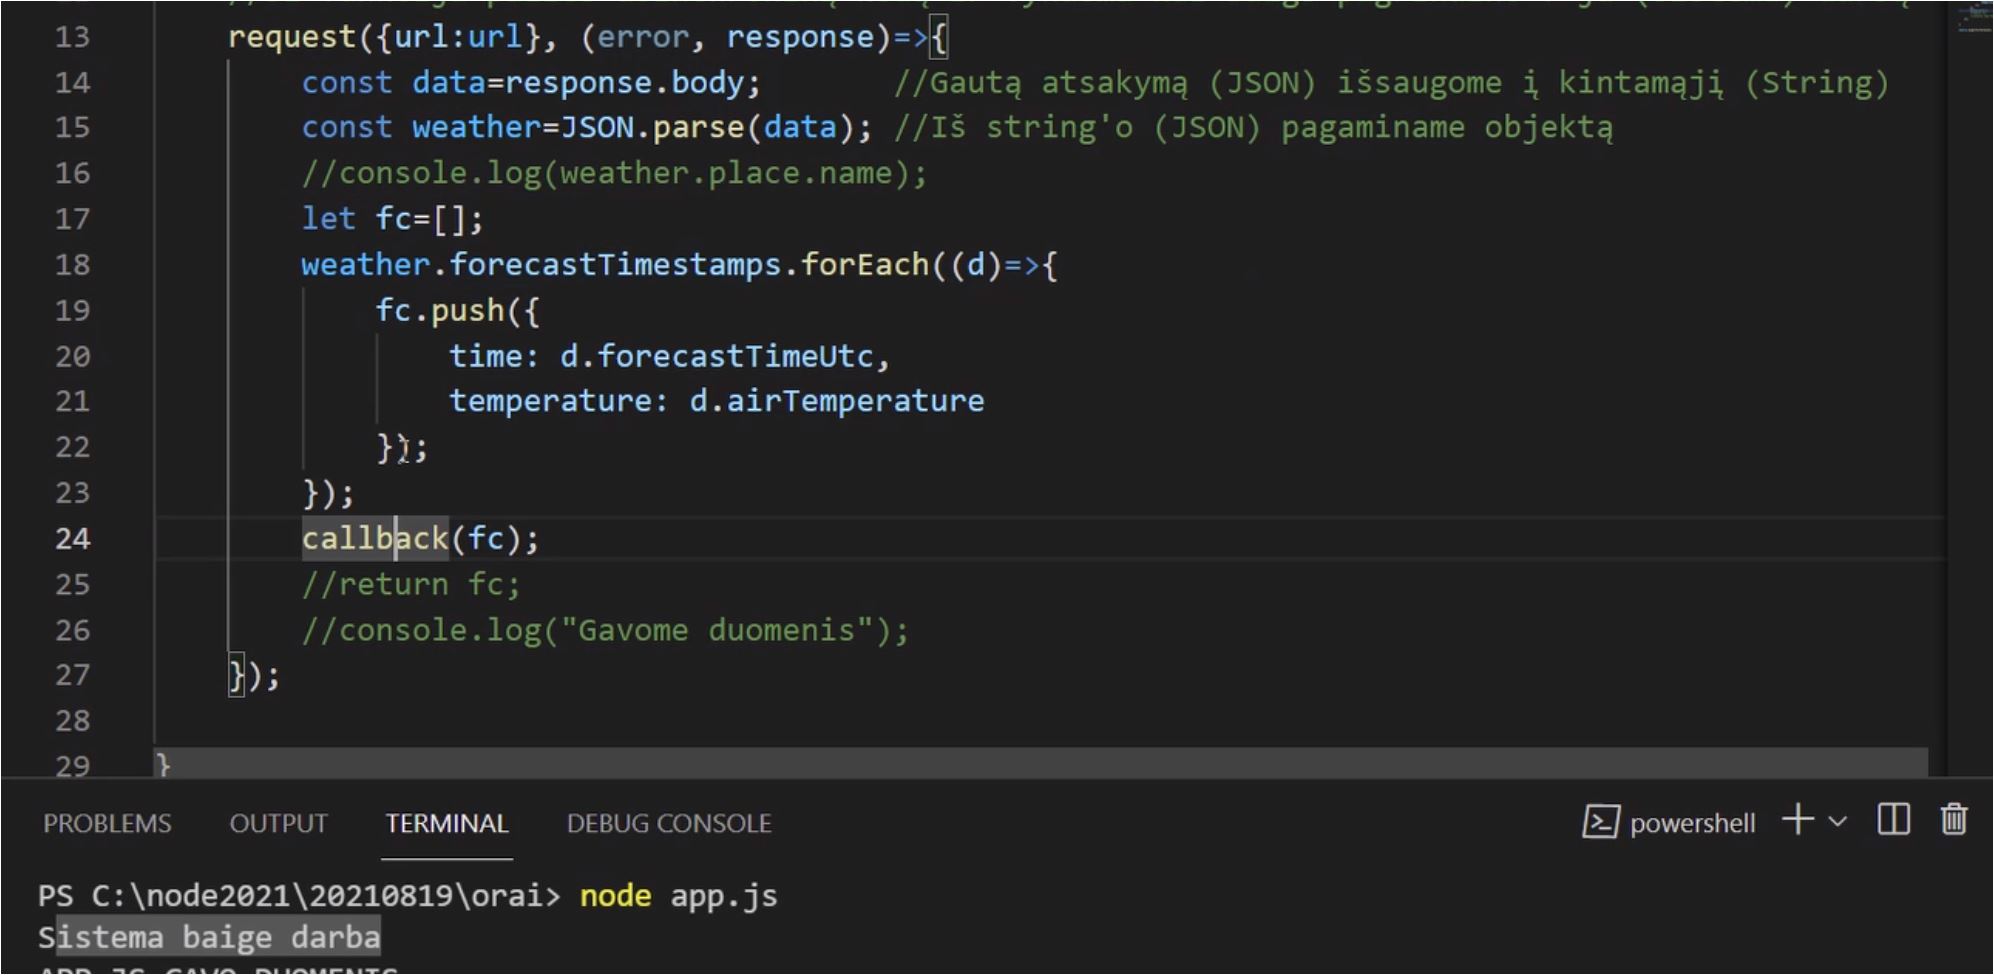 13 request({url:url}, (error, response)=>{
14 const data=response.body; //Gautą atsakymą (JSON) išsaugome į kintamąjį (String)
15 const weather=JSON.parse(data); //Iš string'o (JSON) pagaminame objektą
16 //console.log(weather.place.name);
17 let fc=[];
18 weather.forecastTimestamps.forEach((d)=>{
19 fc.push({
20 time: d.forecastTimeUtc,
21 temperature: d.airTemperature
22 });
23 });
24 callback(fc);
25 //return fc;
26 //console.log("Gavome duomenis");
27 });
28
29 }
PROBLEMS OUTPUT TERMINAL DEBUG CONSOLE powershell
PS C:\node2021\20210819\orai> node app.js
Sistema baige darba
APP.JS GAVO DUOMENIS